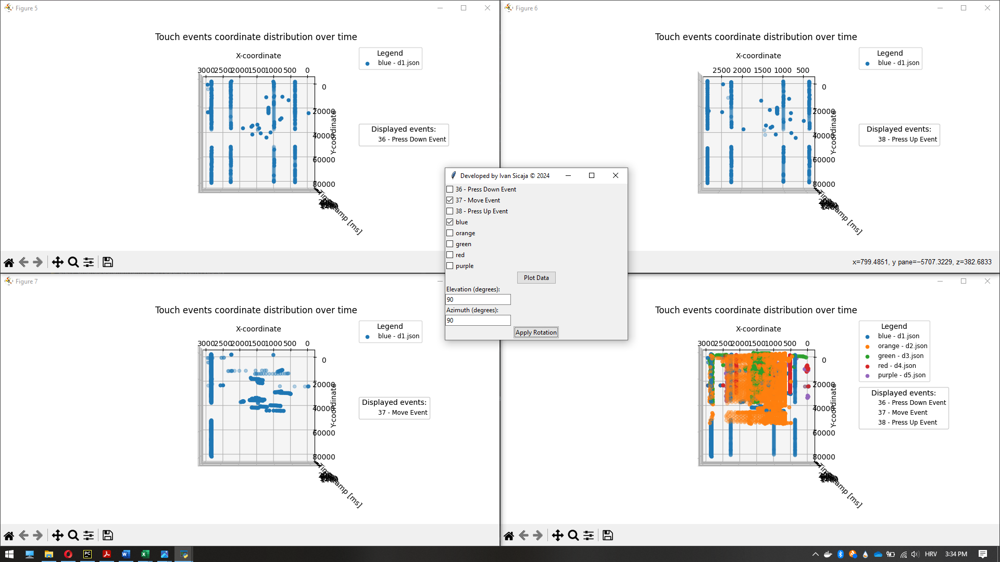 Figure 5
Touch events coordinate distribution over time
X-coordinate
3000 2500 2000 1500 1000 500 0
0
20000
40000
60000
80000
Y-coordinate
Legend
blue - d1.json
Displayed events:
36 - Press Down Event
Figure 6
Touch events coordinate distribution over time
X-coordinate
2500 2000 1500 1000 500
0
20000
40000
60000
80000
Y-coordinate
[ms]
Legend
blue - d1.json
Displayed events:
38 - Press Up Event
x=799.4851, y pane=−5707.3229, z=382.6833
Developed by Ivan Sicaja © 2024
36 - Press Down Event
37 - Move Event
38 - Press Up Event
blue
orange
green
red
purple
Plot Data
Elevation (degrees):
90
Azimuth (degrees):
90
Apply Rotation
Figure 7
Touch events coordinate distribution over time
X-coordinate
3000 2500 2000 1500 1000 500 0
0
20000
40000
60000
80000
Y-coordinate
[ms]
Legend
blue - d1.json
Displayed events:
37 - Move Event
Touch events coordinate distribution over time
X-coordinate
3000 2500 2000 1500 1000 500 0
0
20000
40000
60000
80000
Y-coordinate
[ms]
Legend
blue - d1.json
orange - d2.json
green - d3.json
red - d4.json
purple - d5.json
Displayed events:
36 - Press Down Event
37 - Move Event
38 - Press Up Event
HRV
3:34 PM